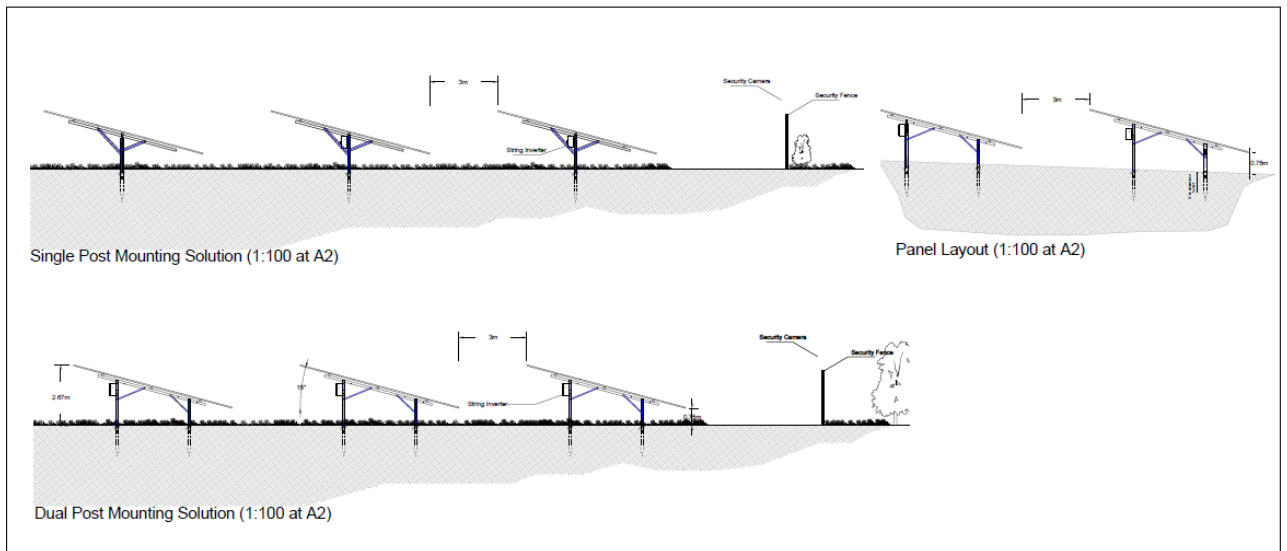 3m
Security Camera
Security Fence
String Inverter
Single Post Mounting Solution (1:100 at A2)
3m
0.75m
Panel Layout (1:100 at A2)
3m
Security Camera
Security Fence
2.67m
15°
String Inverter
Dual Post Mounting Solution (1:100 at A2)